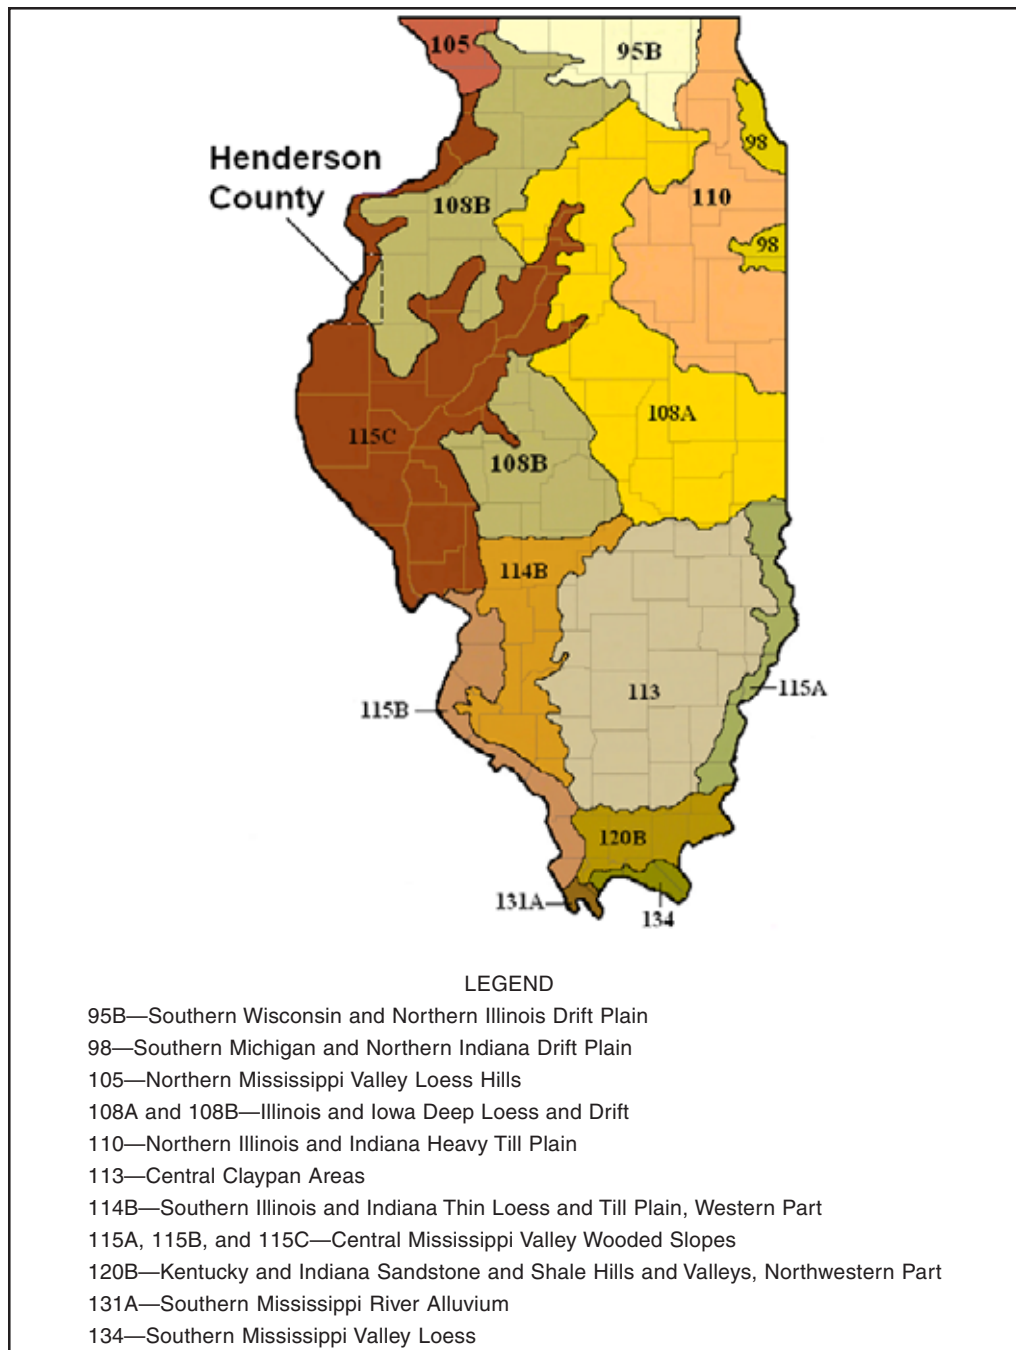 105
95B
98
Henderson
County
108B
110
98
108A
115C
108B
114B
113
115A
115B
120B
131A
134
LEGEND
95B—Southern Wisconsin and Northern Illinois Drift Plain
98—Southern Michigan and Northern Indiana Drift Plain
105—Northern Mississippi Valley Loess Hills
108A and 108B—Illinois and Iowa Deep Loess and Drift
110—Northern Illinois and Indiana Heavy Till Plain
113—Central Claypan Areas
114B—Southern Illinois and Indiana Thin Loess and Till Plain, Western Part
115A, 115B, and 115C—Central Mississippi Valley Wooded Slopes
120B—Kentucky and Indiana Sandstone and Shale Hills and Valleys, Northwestern Part
131A—Southern Mississippi River Alluvium
134—Southern Mississippi Valley Loess